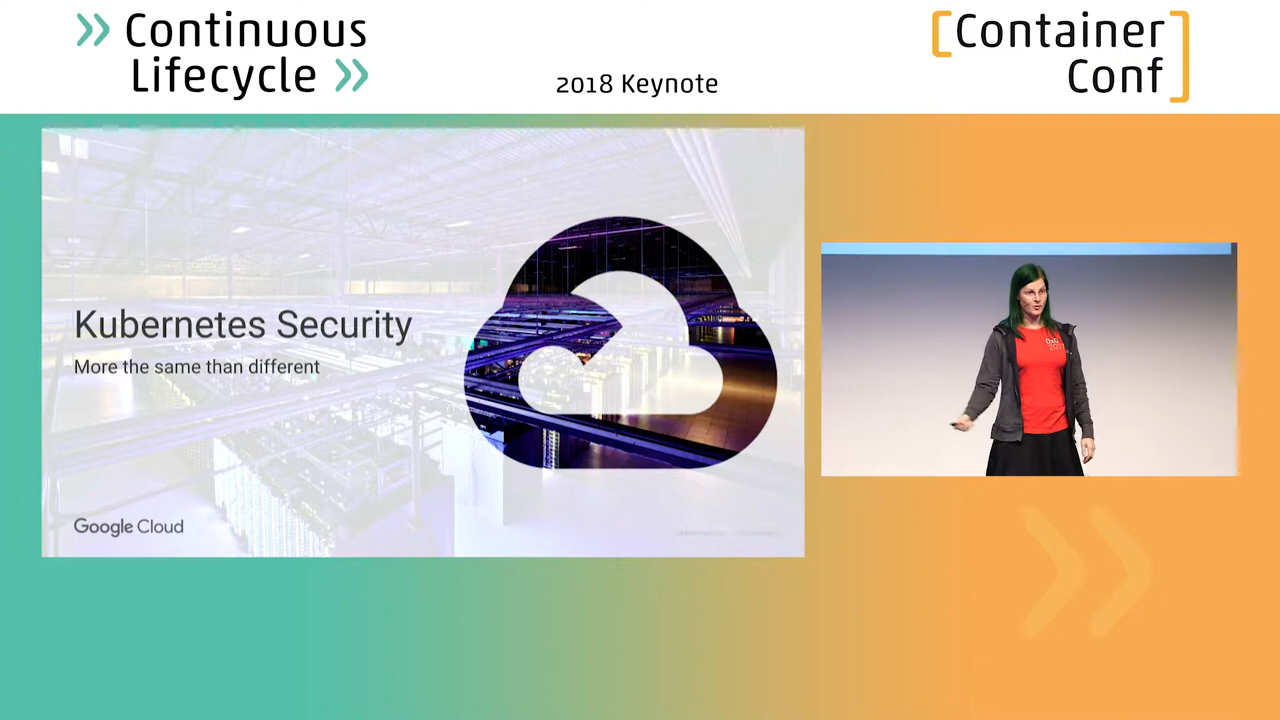 Continuous
Lifecycle
2018 Keynote
[Container
Conf]
Kubernetes Security
More the same than different
Google Cloud